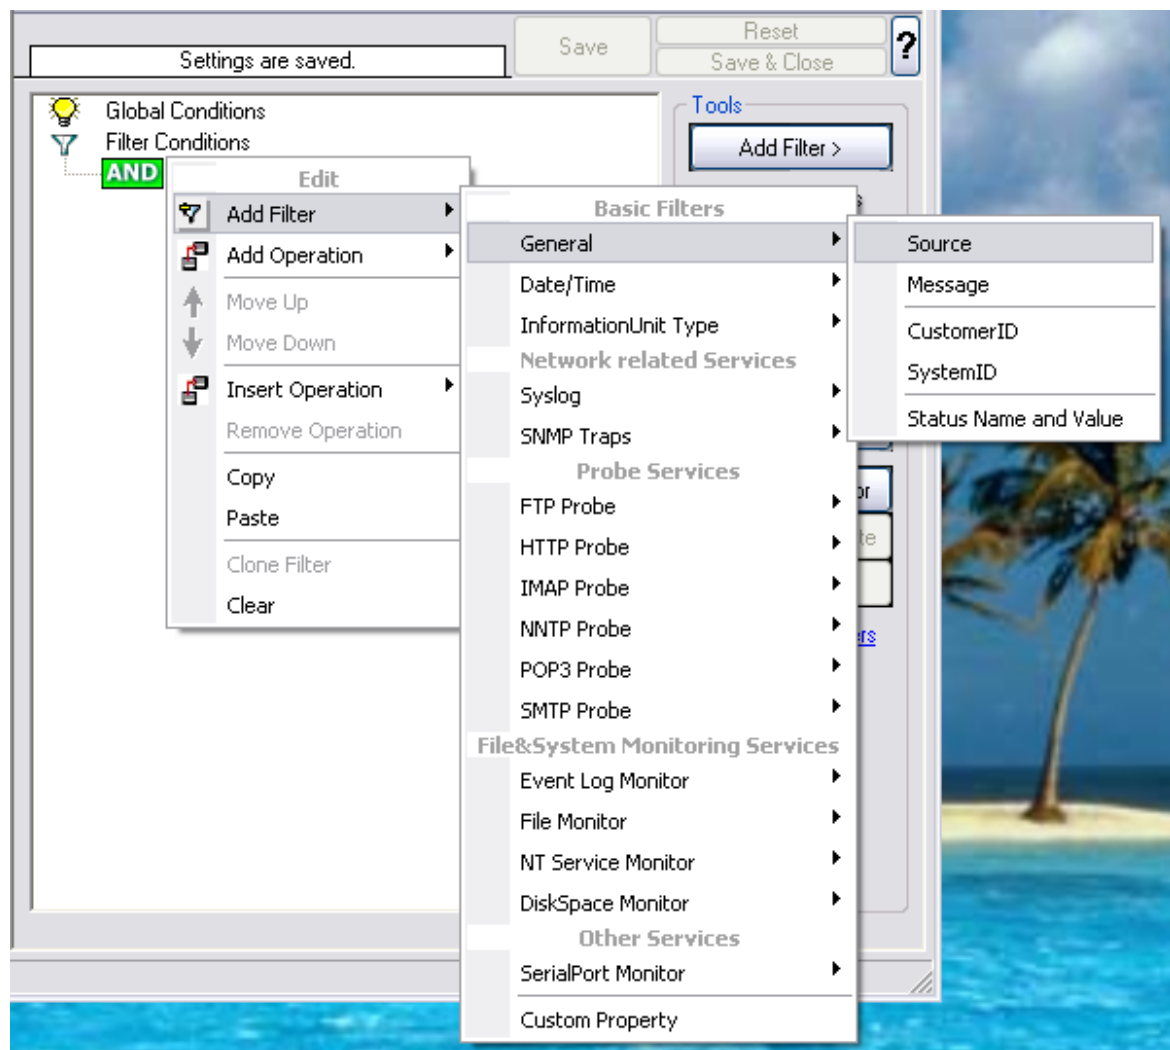 Save
Reset
?
Settings are saved.
Save & Close
Global Conditions
Filter Conditions
AND
Tools
Add Filter >
Edit
Add Filter
Add Operation
Move Up
Move Down
Insert Operation
Remove Operation
Copy
Paste
Clone Filter
Clear
Basic Filters
General
Date/Time
InformationUnit Type
Network related Services
Syslog
SNMP Traps
Probe Services
FTP Probe
HTTP Probe
IMAP Probe
NNTP Probe
POP3 Probe
SMTP Probe
File&System Monitoring Services
Event Log Monitor
File Monitor
NT Service Monitor
DiskSpace Monitor
Other Services
SerialPort Monitor
Custom Property
Source
Message
CustomerID
SystemID
Status Name and Value